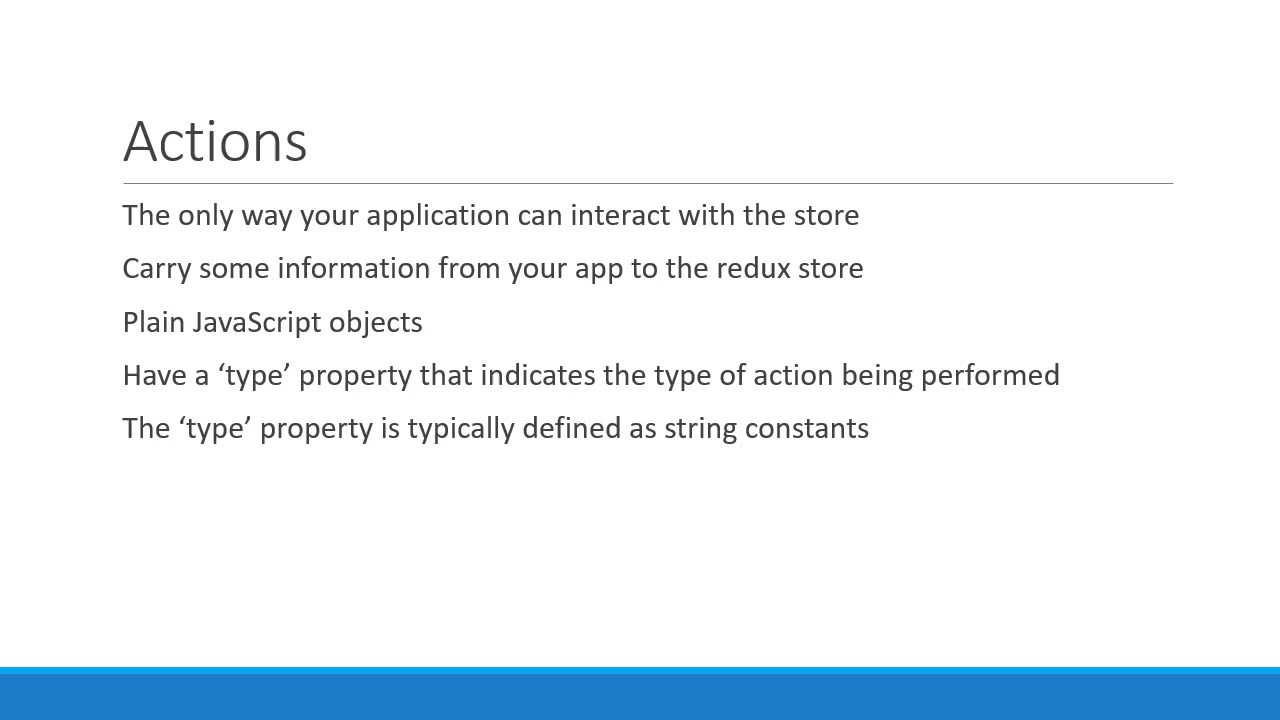 Actions
The only way your application can interact with the store
Carry some information from your app to the redux store
Plain JavaScript objects
Have a ‘type’ property that indicates the type of action being performed
The ‘type’ property is typically defined as string constants